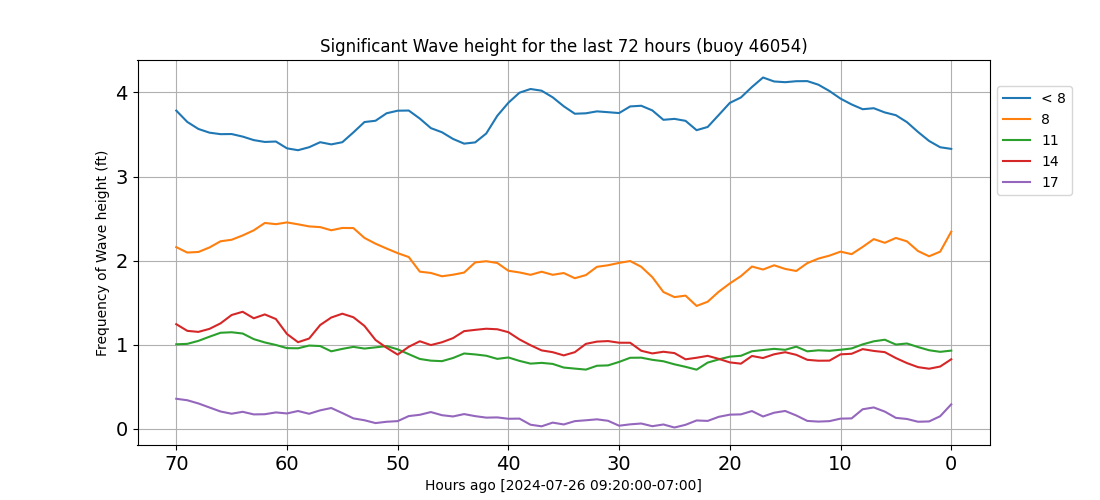 Significant Wave height for the last 72 hours (buoy 46054)
Frequency of Wave height (ft)
4
3
2
1
0
70 60 50 40 30 20 10 0
Hours ago [2024-07-26 09:20:00-07:00]
< 8
8
11
14
17